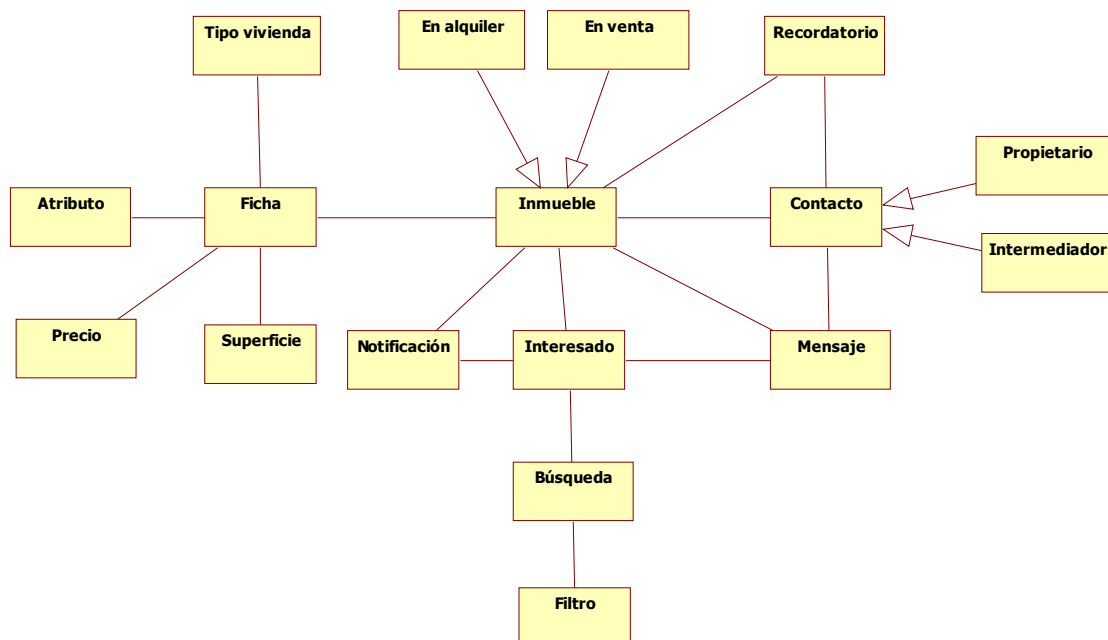 Tipo vivienda
En alquiler
En venta
Recordatorio
Propietario
Atributo
Ficha
Inmueble
Contacto
Intermediador
Precio
Superficie
Notificación
Interesado
Mensaje
Búsqueda
Filtro